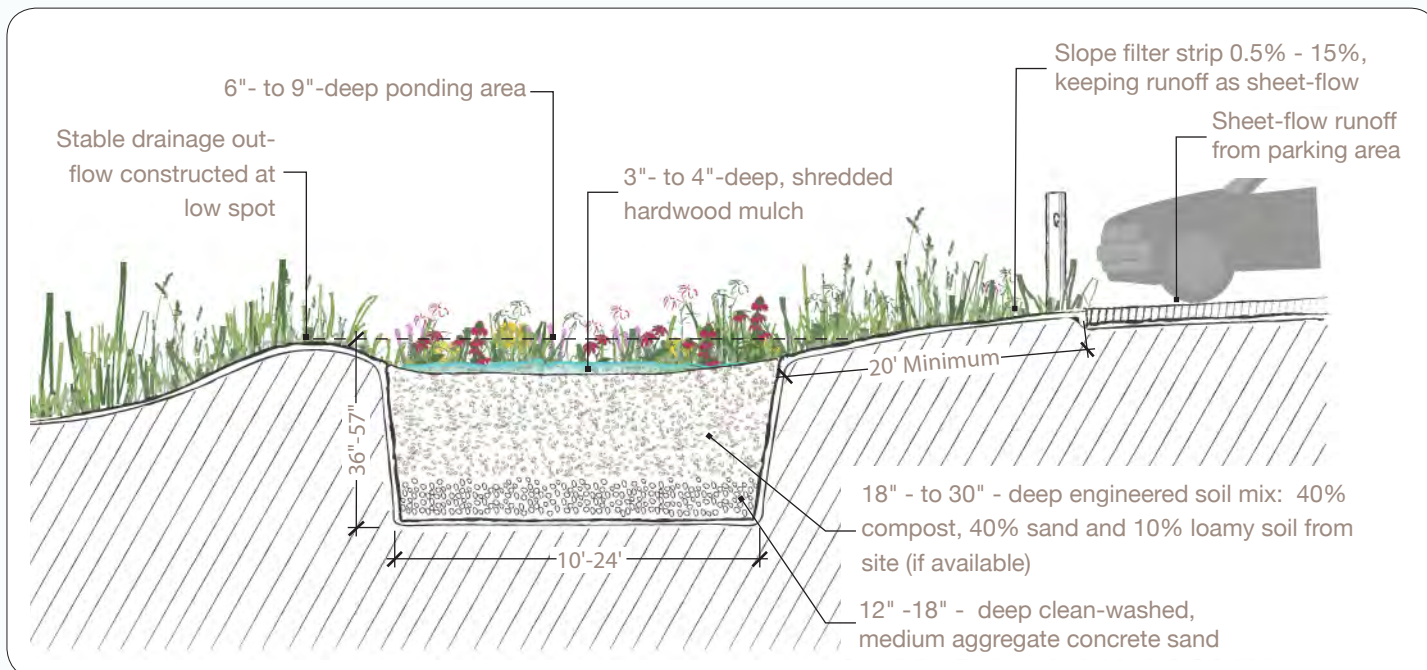 6"- to 9"-deep ponding area
Stable drainage out-
flow constructed at
low spot
3"- to 4"-deep, shredded
hardwood mulch
Slope filter strip 0.5% - 15%,
keeping runoff as sheet-flow
Sheet-flow runoff
from parking area
20' Minimum
36"-57"
10'-24'
18" - to 30" - deep engineered soil mix: 40%
compost, 40% sand and 10% loamy soil from
site (if available)
12" -18" - deep clean-washed,
medium aggregate concrete sand